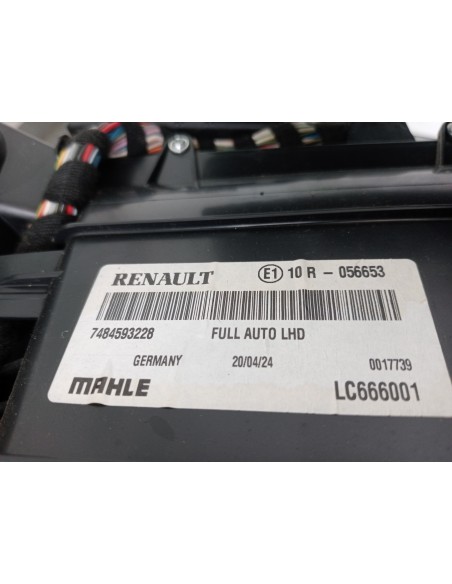 RENAULT E1 10 R - 056653
7484593228 FULL AUTO LHD
GERMANY 20/04/24 0017739
MAHLE LC666001